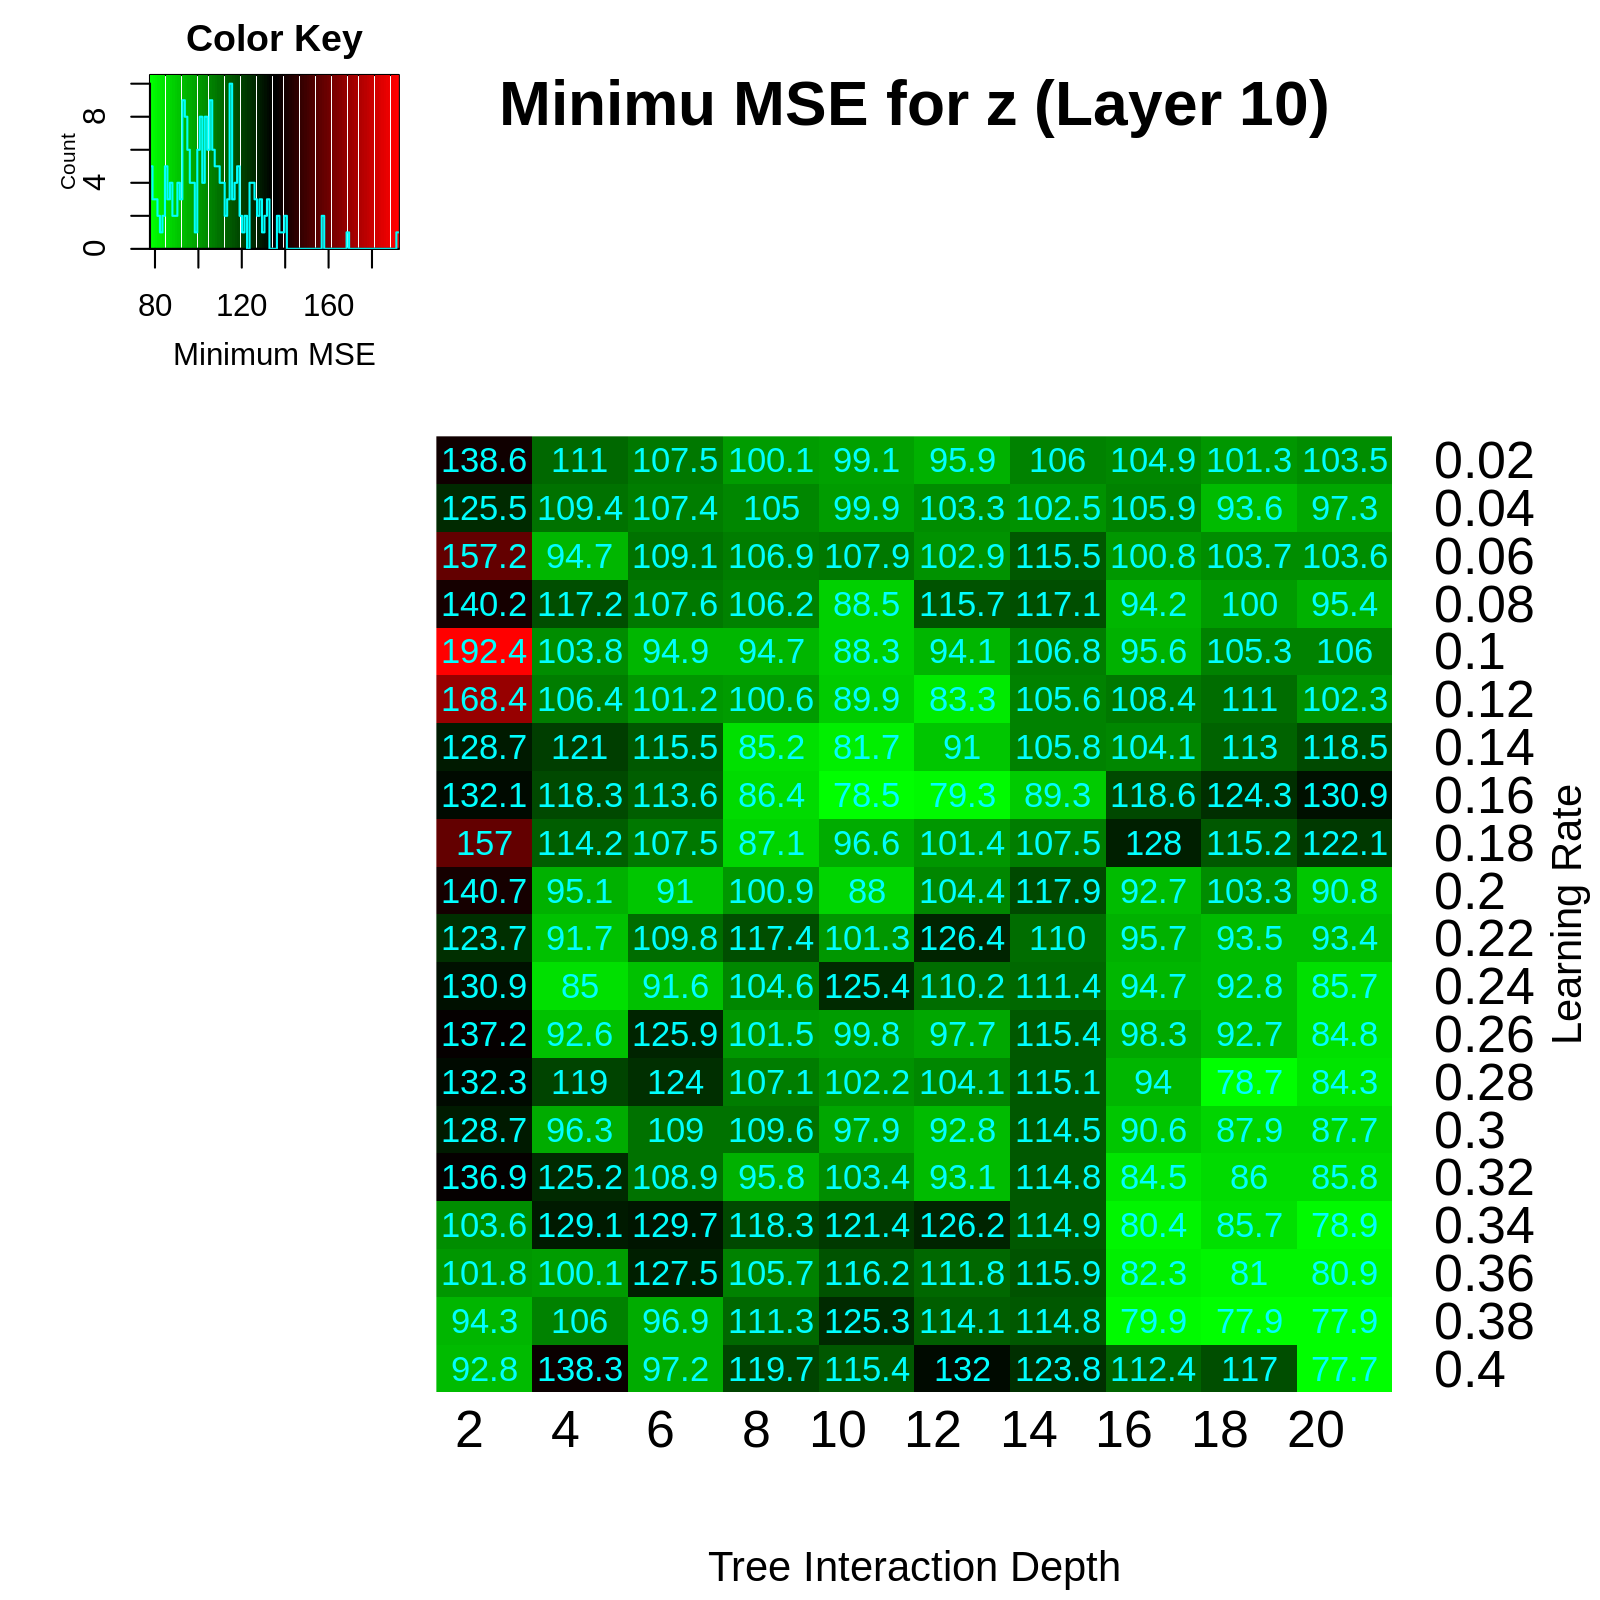 Color Key
Minimu MSE for z (Layer 10)
Count
0 4 8
80 120 160
Minimum MSE
138.6 111 107.5 100.1 99.1 95.9 106 104.9 101.3 103.5 0.02
125.5 109.4 107.4 105 99.9 103.3 102.5 105.9 93.6 97.3 0.04
157.2 94.7 109.1 106.9 107.9 102.9 115.5 100.8 103.7 103.6 0.06
140.2 117.2 107.6 106.2 88.5 115.7 117.1 94.2 100 95.4 0.08
192.4 103.8 94.9 94.7 88.3 94.1 106.8 95.6 105.3 106 0.1
168.4 106.4 101.2 100.6 89.9 83.3 105.6 108.4 111 102.3 0.12
128.7 121 115.5 85.2 81.7 91 105.8 104.1 113 118.5 0.14
132.1 118.3 113.6 86.4 78.5 79.3 89.3 118.6 124.3 130.9 0.16
157 114.2 107.5 87.1 96.6 101.4 107.5 128 115.2 122.1 0.18
140.7 95.1 91 100.9 88 104.4 117.9 92.7 103.3 90.8 0.2
123.7 91.7 109.8 117.4 101.3 126.4 110 95.7 93.5 93.4 0.22
130.9 85 91.6 104.6 125.4 110.2 111.4 94.7 92.8 85.7 0.24
137.2 92.6 125.9 101.5 99.8 97.7 115.4 98.3 92.7 84.8 0.26
132.3 119 124 107.1 102.2 104.1 115.1 94 78.7 84.3 0.28
128.7 96.3 109 109.6 97.9 92.8 114.5 90.6 87.9 87.7 0.3
136.9 125.2 108.9 95.8 103.4 93.1 114.8 84.5 86 85.8 0.32
103.6 129.1 129.7 118.3 121.4 126.2 114.9 80.4 85.7 78.9 0.34
101.8 100.1 127.5 105.7 116.2 111.8 115.9 82.3 81 80.9 0.36
94.3 106 96.9 111.3 125.3 114.1 114.8 79.9 77.9 77.9 0.38
92.8 138.3 97.2 119.7 115.4 132 123.8 112.4 117 77.7 0.4
Learning Rate
2 4 6 8 10 12 14 16 18 20
Tree Interaction Depth